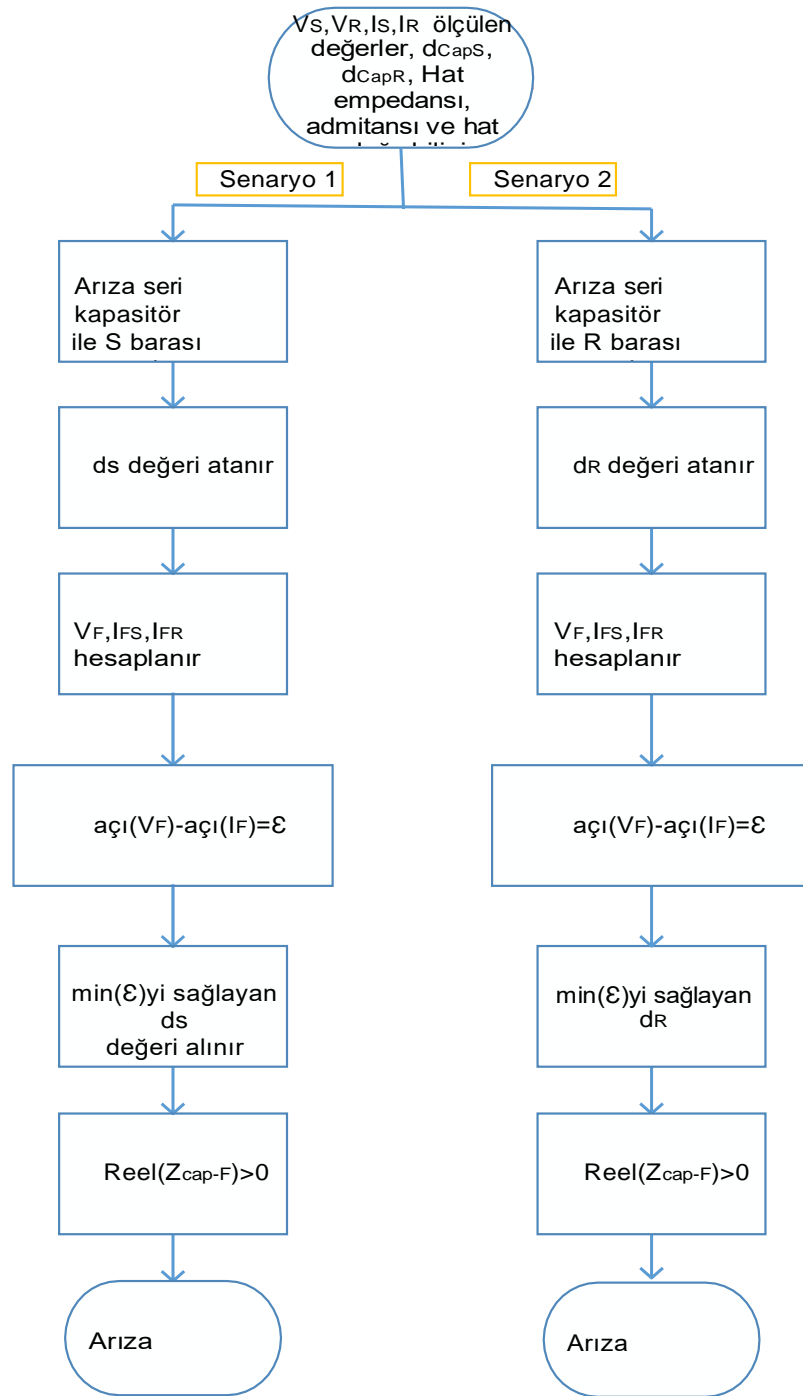 VS,VR,IS,IR ölçülen
değerler, dCapS,
dCapR, Hat
empedansı,
admitansı ve hat
Senaryo 1
Senaryo 2
Arıza seri
kapasitör
ile S barası
Arıza seri
kapasitör
ile R barası
ds değeri atanır
dR değeri atanır
VF,IFS,IFR
hesaplanır
VF,IFS,IFR
hesaplanır
açı(VF)-açı(IF)=Ɛ
açı(VF)-açı(IF)=Ɛ
min(Ɛ)yi sağlayan
ds
değeri alınır
min(Ɛ)yi sağlayan
dR
Reel(Zcap-F)>0
Reel(Zcap-F)>0
Arıza
Arıza